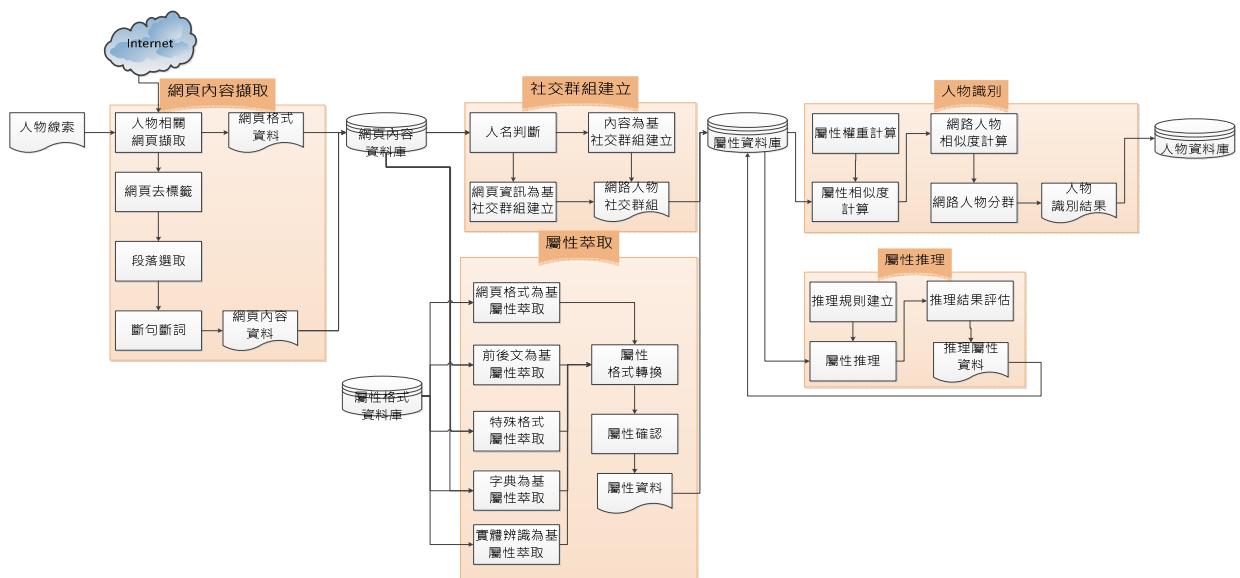 Internet
網頁內容擷取
人物線索
人物相關
網頁擷取
網頁格式
資料
網頁去標籤
段落選取
斷句斷詞
網頁內容
資料
網頁內容
資料庫
屬性格式
資料庫
社交群組建立
人名判斷
內容為基
社交群組建立
網頁資訊為基
社交群組建立
網路人物
社交群組
屬性萃取
網頁格式為基
屬性萃取
前後文為基
屬性萃取
特殊格式
屬性萃取
字典為基
屬性萃取
實體辨識為基
屬性萃取
屬性
格式轉換
屬性確認
屬性資料
屬性資料庫
人物識別
屬性權重計算
屬性相似度
計算
網路人物
相似度計算
網路人物分群
人物
識別結果
人物資料庫
屬性推理
推理規則建立
屬性推理
推理結果評估
推理屬性
資料